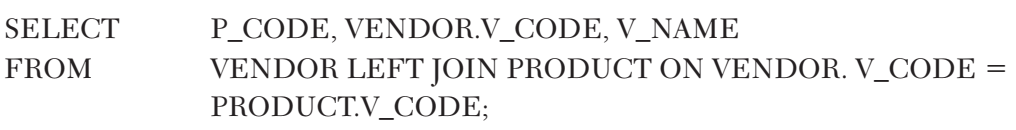 SELECT P_CODE, VENDOR.V_CODE, V_NAME
FROM VENDOR LEFT JOIN PRODUCT ON VENDOR. V_CODE =
PRODUCT.V_CODE;